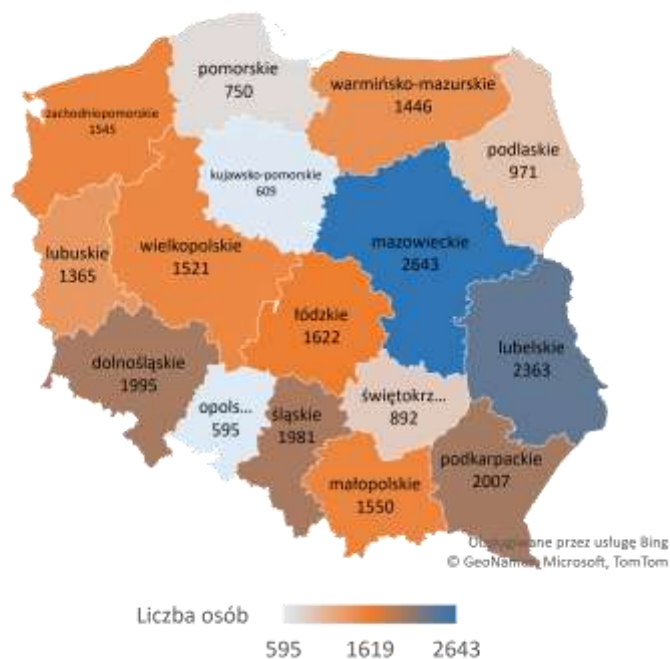 pomorskie
750
warmińsko-mazurskie
1446
zachodniopomorskie
1545
podlaskie
971
kujawsko-pomorskie
609
mazowieckie
2643
wielkopolskie
1521
lubuskie
1365
łódzkie
1622
lubelskie
2363
dolnośląskie
1995
opols...
595
śląskie
1981
świętokrz...
892
podkarpackie
2007
małopolskie
1550
Obsługiwane przez usługę Bing
© GeoNames, Microsoft, TomTom
Liczba osób
595 1619 2643